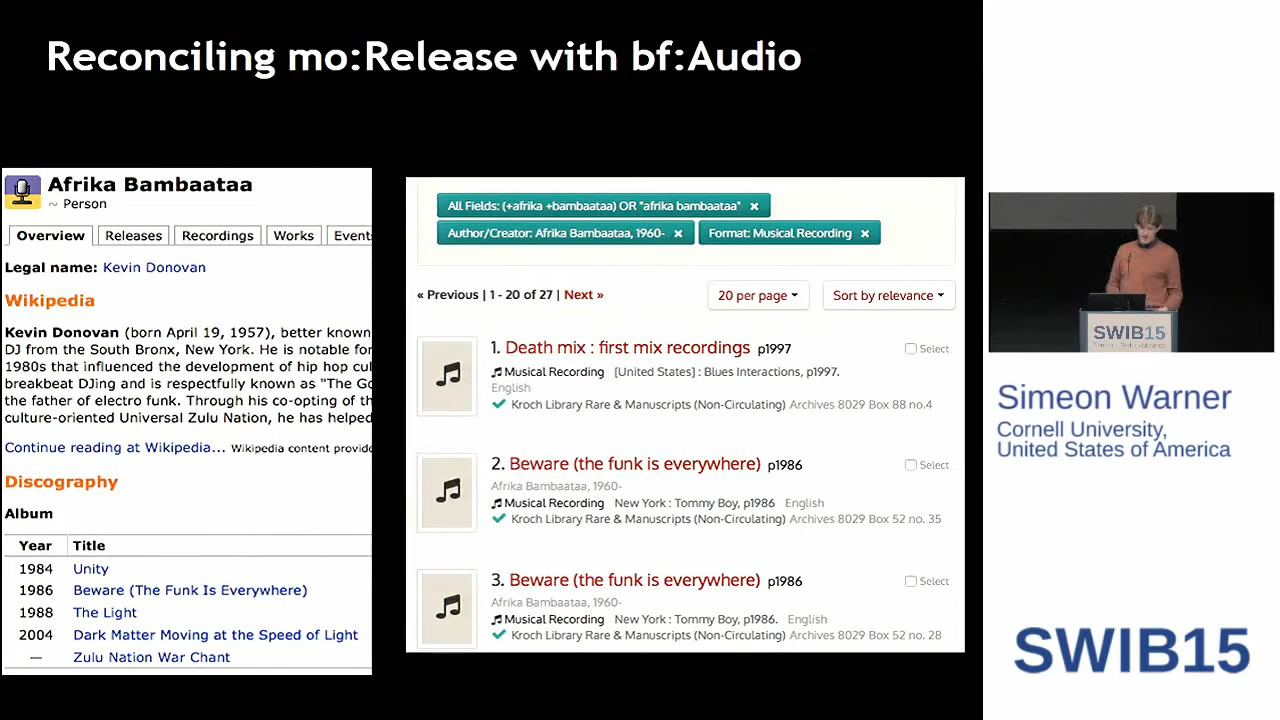 Reconciling mo:Release with bf:Audio
Afrika Bambaataa
~ Person
Overview Releases Recordings Works Event
Legal name: Kevin Donovan
Wikipedia
Kevin Donovan (born April 19, 1957), better known
DJ from the South Bronx, New York. He is notable for
1980s that influenced the development of hip hop cul
breakbeat DJing and is respectfully known as "The Go
the father of electro funk. Through his co-opting of th
culture-oriented Universal Zulu Nation, he has helped
Continue reading at Wikipedia... Wikipedia content provide
Discography
Album
Year Title
1984 Unity
1986 Beware (The Funk Is Everywhere)
1988 The Light
2004 Dark Matter Moving at the Speed of Light
— Zulu Nation War Chant
All Fields: (+afrika +bambaataa) OR "afrika bambaataa" ×
Author/Creator: Afrika Bambaataa, 1960- × Format: Musical Recording ×
« Previous | 1 - 20 of 27 | Next »
20 per page Sort by relevance
1. Death mix : first mix recordings p1997 Select
Musical Recording [United States] : Blues Interactions, p1997.
English
Kroch Library Rare & Manuscripts (Non-Circulating) Archives 8029 Box 88 no.4
2. Beware (the funk is everywhere) p1986 Select
Afrika Bambaataa, 1960-
Musical Recording New York : Tommy Boy, p1986 English
Kroch Library Rare & Manuscripts (Non-Circulating) Archives 8029 Box 52 no. 35
3. Beware (the funk is everywhere) p1986 Select
Afrika Bambaataa, 1960-
Musical Recording New York : Tommy Boy, p1986. English
Kroch Library Rare & Manuscripts (Non-Circulating) Archives 8029 Box 52 no. 28
SWIB15
Simeon Warner
Cornell University,
United States of America
SWIB15